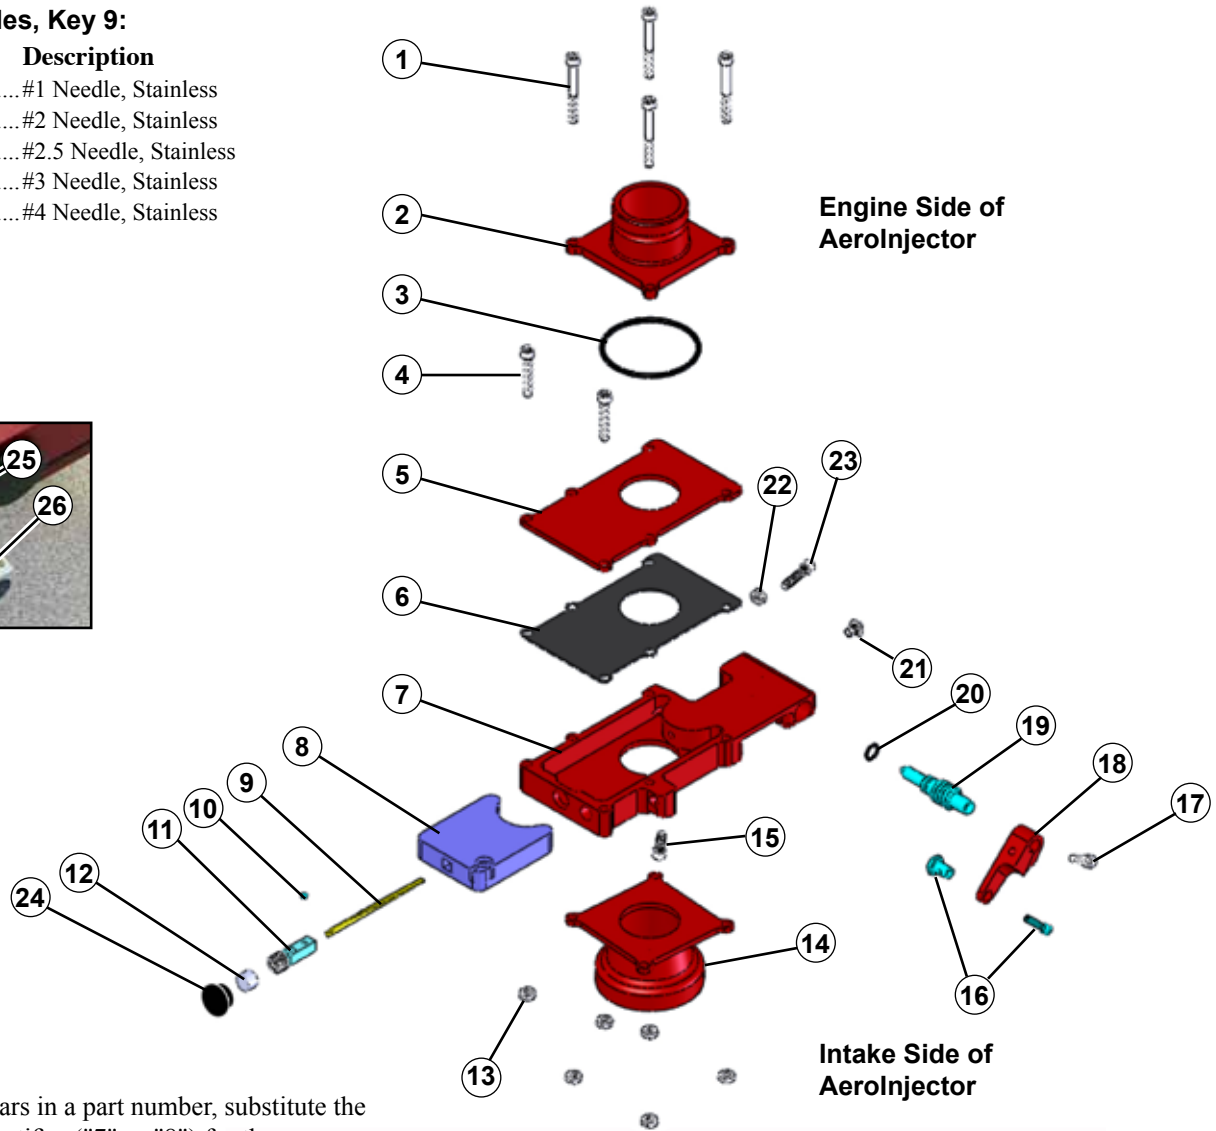 Key 9:
Description
....#1 Needle, Stainless
....#2 Needle, Stainless
...#2.5 Needle, Stainless
....#3 Needle, Stainless
....#4 Needle, Stainless
Engine Side of
AeroInjector
1
2
3
4
5
6
7
8
9
10
11
12
24
25
26
22
23
21
20
19
18
17
15
14
16
13
Intake Side of
AeroInjector
in a part number, substitute the